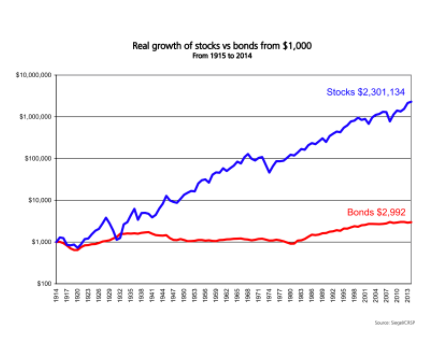 Real growth of stocks vs bonds from $1,000
From 1915 to 2014
$10,000,000
Stocks $2,301,134
$1,000,000
$100,000
$10,000
Bonds $2,992
$1,000
$100
1914 1917 1920 1923 1926 1929 1932 1935 1938 1941 1944 1947 1950 1953 1956 1959 1962 1965 1968 1971 1974 1977 1980 1983 1986 1989 1992 1995 1998 2001 2004 2007 2010 2013
Source: Siegel/CRSP